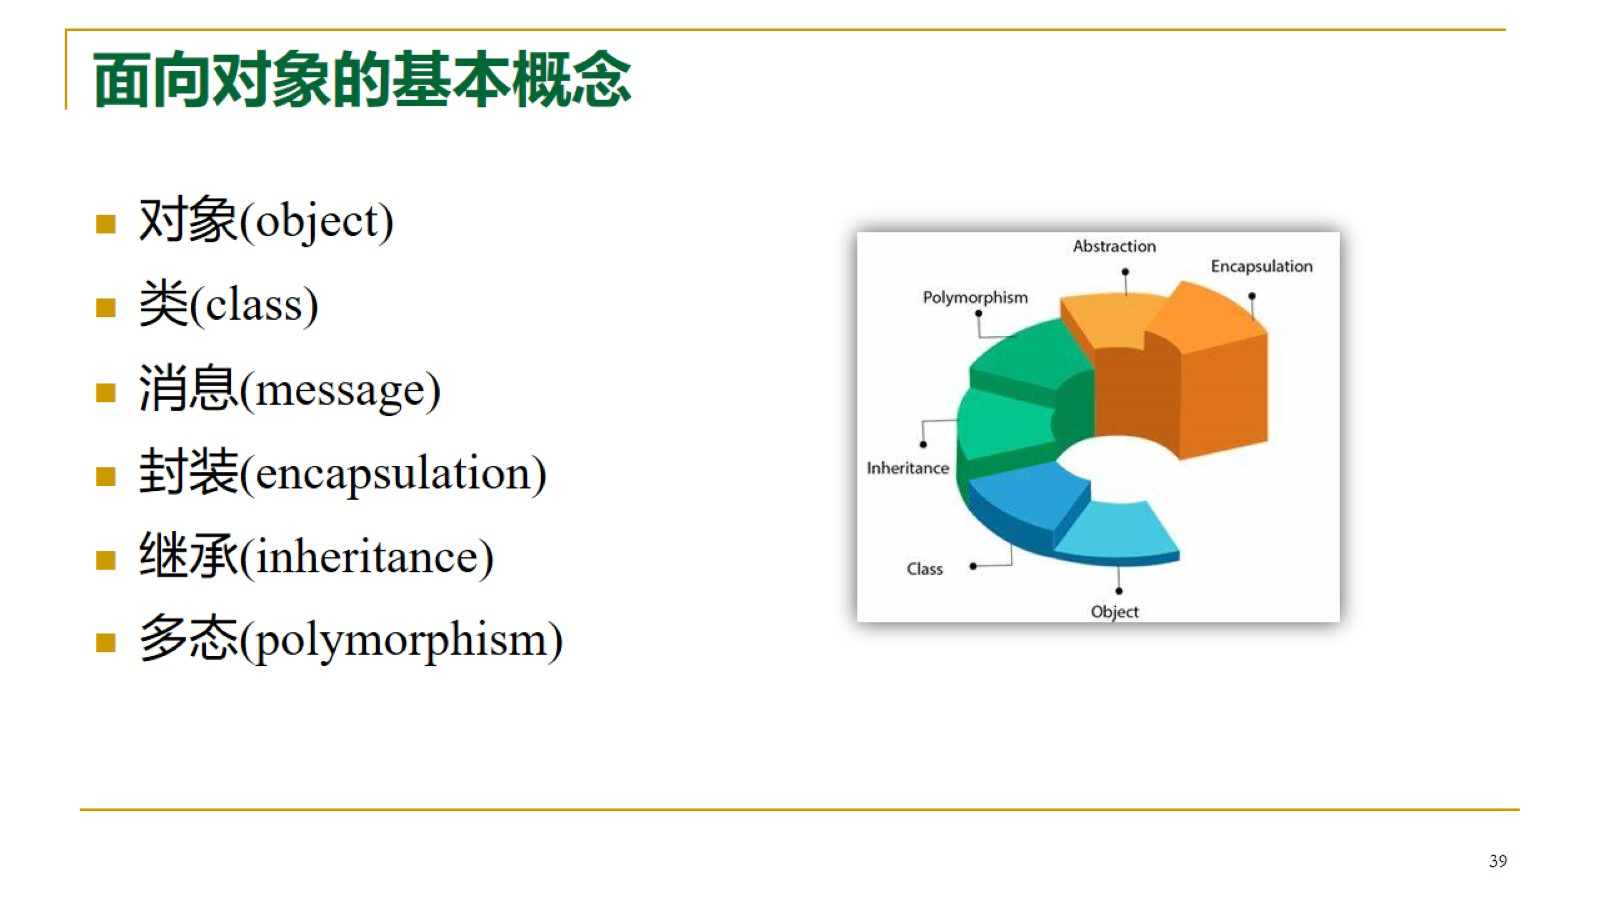 面向对象的基本概念
对象(object)
类(class)
消息(message)
封装(encapsulation)
继承(inheritance)
多态(polymorphism)
Abstraction
Encapsulation
Polymorphism
Inheritance
Class
Object
39